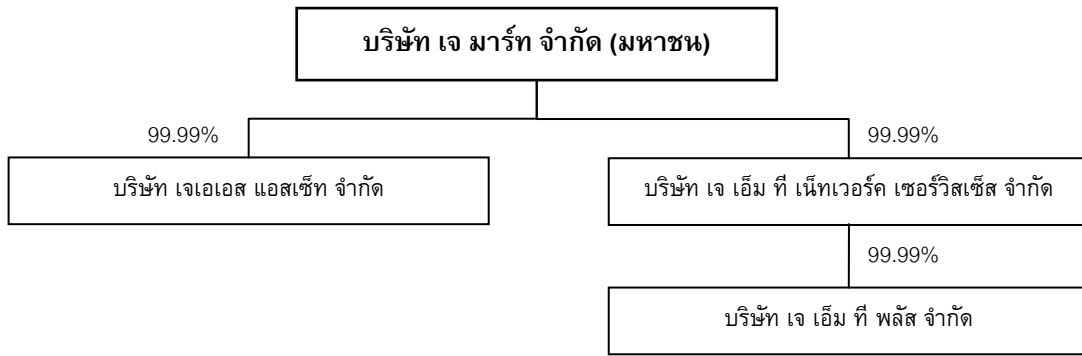 บริษัท เจ มาร์ท จำกัด (มหาชน)
99.99%
99.99%
บริษัท เจเอเอส แอสเซ็ท จำกัด
บริษัท เจ เอ็ม ที เน็ทเวอร์ค เซอร์วิสเซ็ส จำกัด
99.99%
บริษัท เจ เอ็ม ที พลัส จำกัด